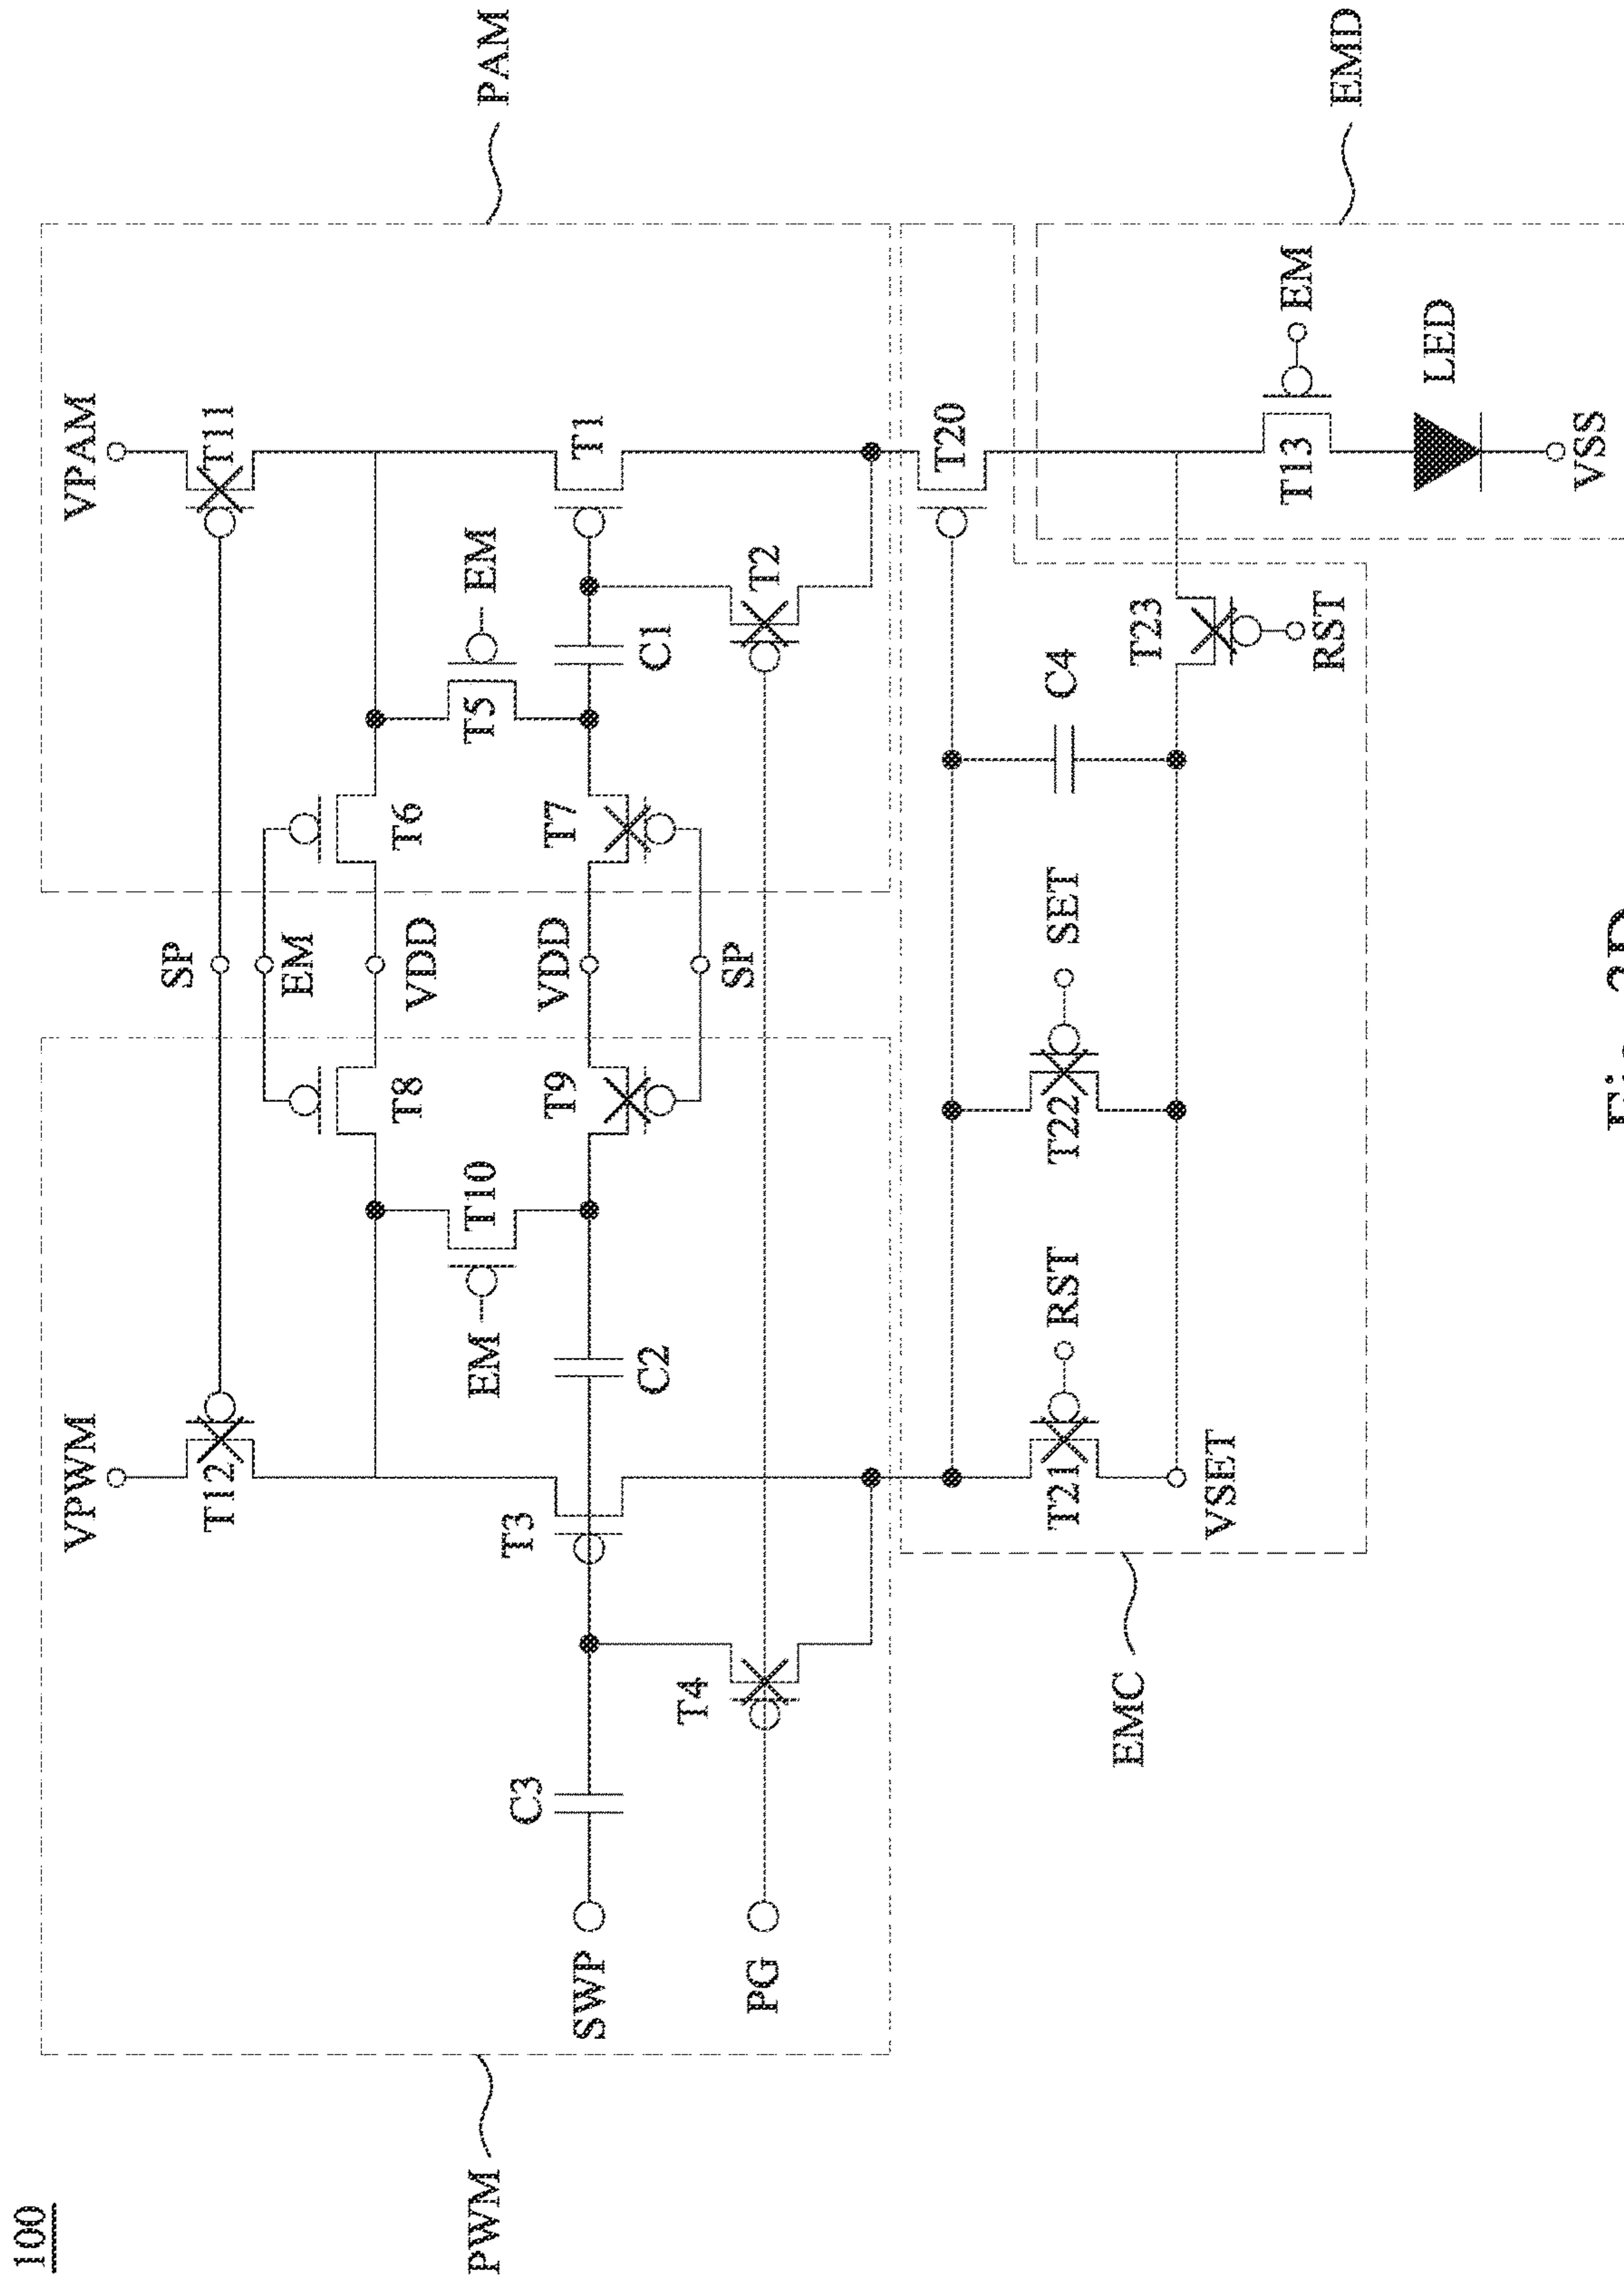 100
PWM
PAM
VPWM
VPAM
T12
SP
T11
EM
T8
VDD
T6
EM
T10
T5
EM
T3
T9
VDD
T7
T1
C3
C2
C1
SWP
T4
SP
T2
PG
EMC
T21
RST
T22
SET
C4
T20
VSET
T23
RST
T13
EM
EMD
LED
VSS